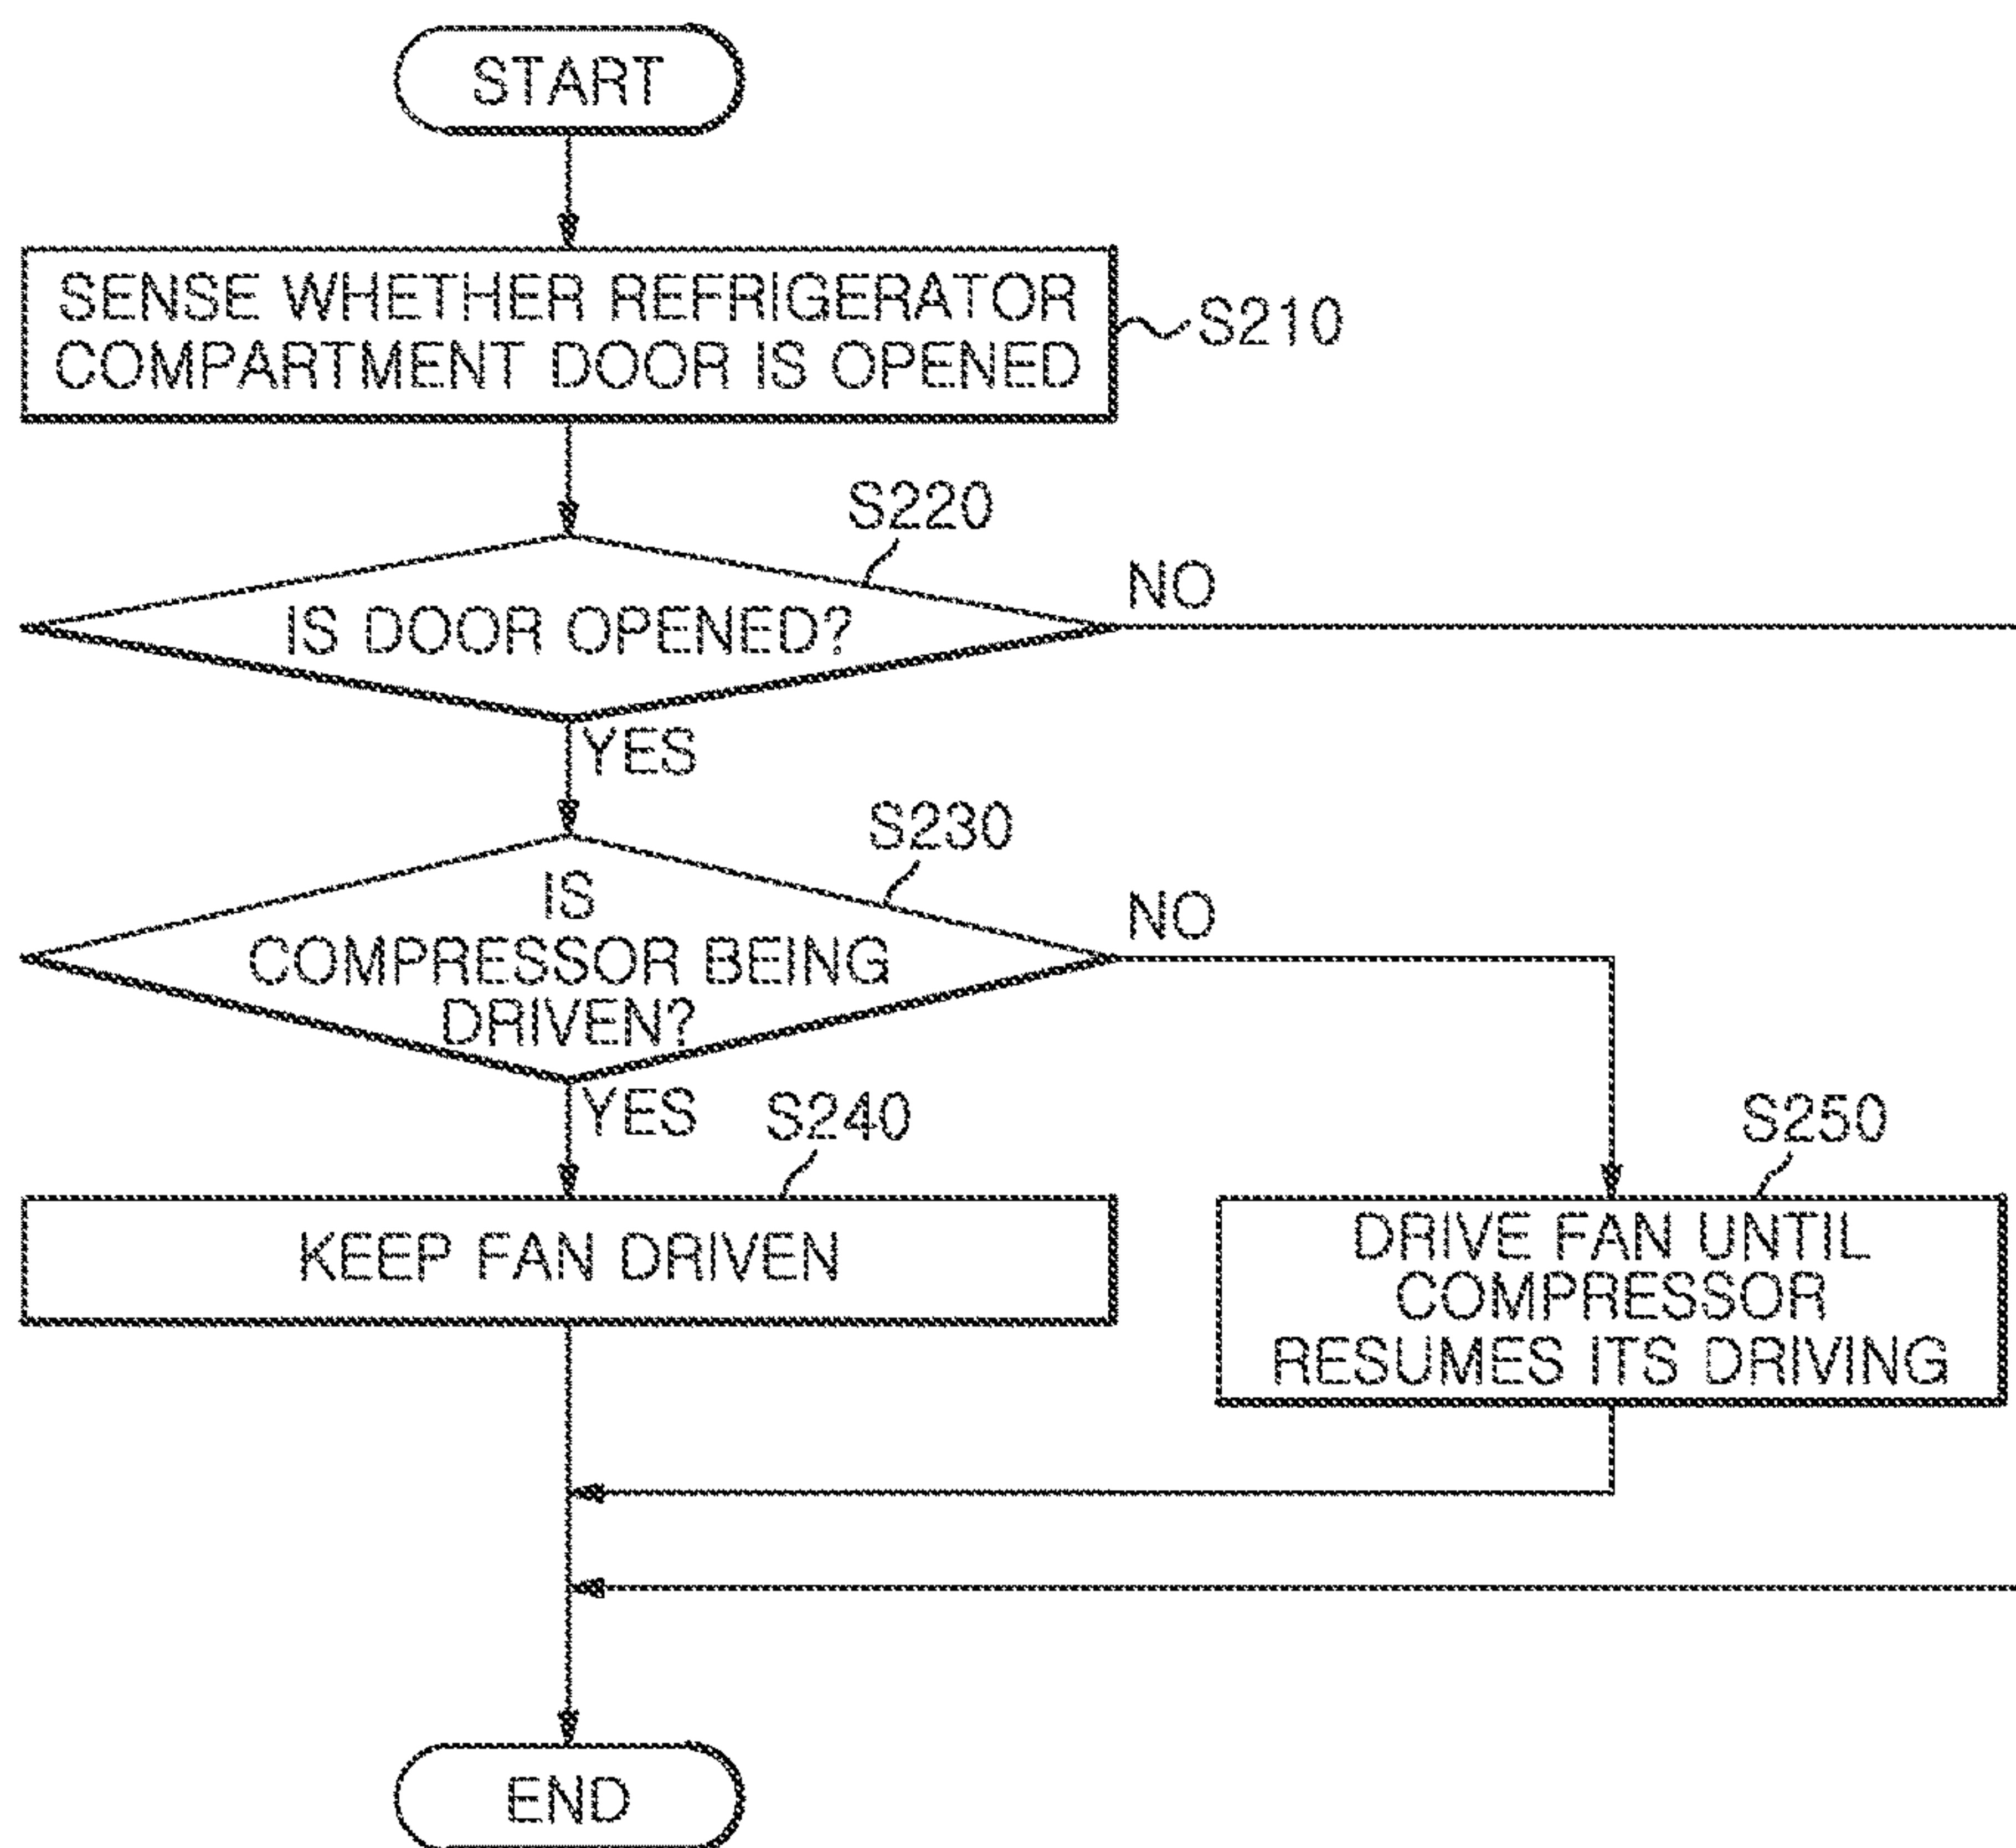 START
SENSE WHETHER REFRIGERATOR
COMPARTMENT DOOR IS OPENED
S210
S220
IS DOOR OPENED?
NO
YES
S230
IS
COMPRESSOR BEING
DRIVEN?
NO
YES
S240
KEEP FAN DRIVEN
S250
DRIVE FAN UNTIL
COMPRESSOR
RESUMES ITS DRIVING
END